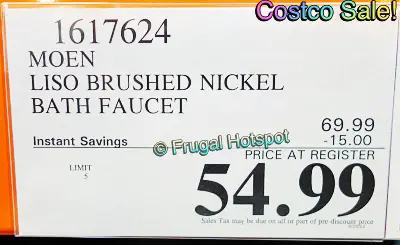 Costco Sale!
1617624
MOEN
LISO BRUSHED NICKEL
BATH FAUCET
69.99
Instant Savings -15.00
© Frugal Hotspot
PRICE AT REGISTER
LIMIT
5
54.99
Sales Tax may be due on all or part of pre-discount price